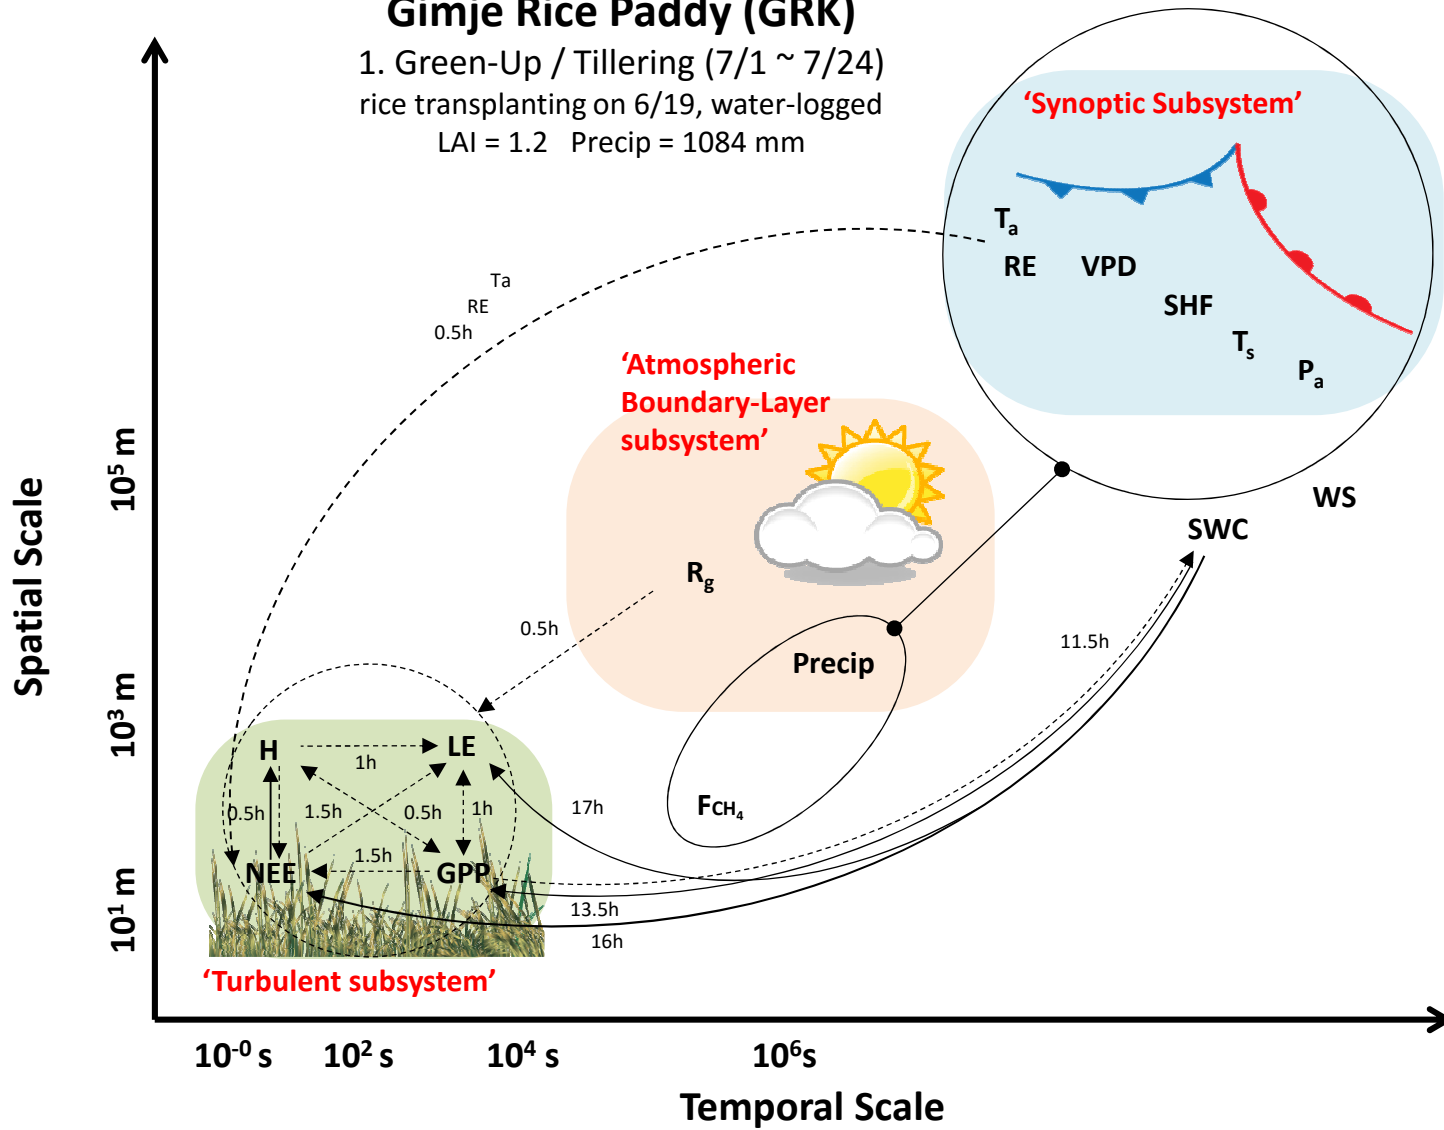 Gimje Rice Paddy (GRK)
1. Green-Up / Tillering (7/1 ~ 7/24)
rice transplanting on 6/19, water-logged
LAI = 1.2 Precip = 1084 mm
‘Synoptic Subsystem’
Ta
RE VPD
SHF
Ts
Pa
WS
SWC
Ta
RE
0.5h
‘Atmospheric
Boundary-Layer
subsystem’
Rg
0.5h
Precip
FCH4
11.5h
17h
13.5h
16h
H LE
1h
0.5h 1.5h 0.5h 1h
1.5h
NEE GPP
‘Turbulent subsystem’
Spatial Scale
10⁵ m
10³ m
10¹ m
10⁻⁰ s 10² s 10⁴ s 10⁶s
Temporal Scale